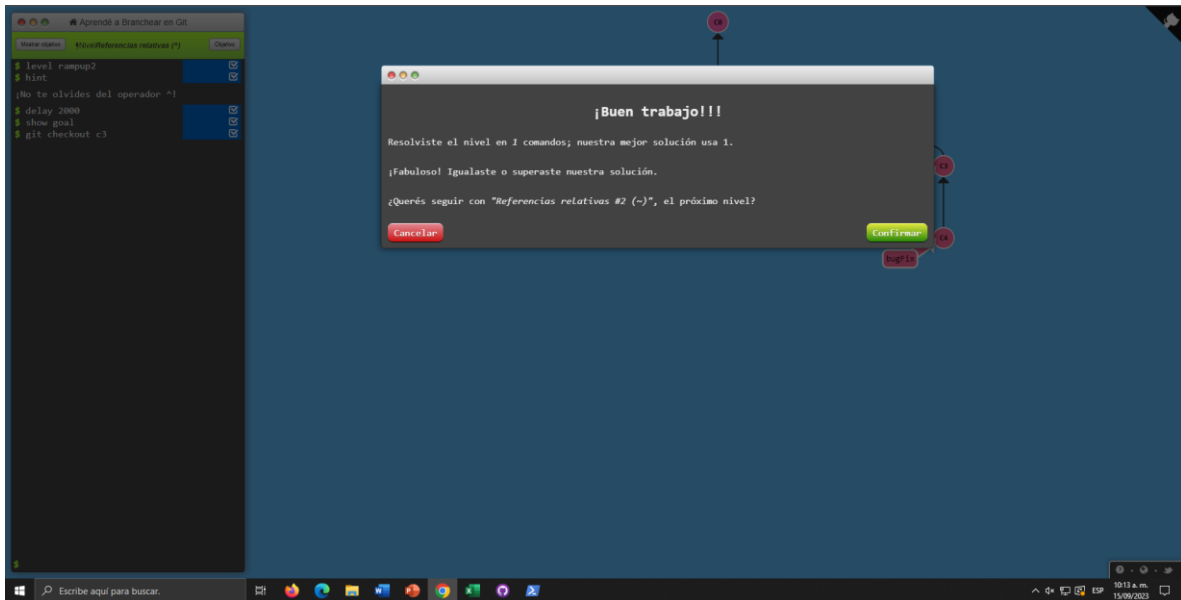 Aprendé a Branchear en Git
Mostrar objetivo
Nivel Referencias relativas (^)
Objetivo
$ level rampup2
$ hint
¡No te olvides del operador ^!
$ delay 2000
$ show goal
$ git checkout c3
$
C0
¡Buen trabajo!!!
Resolviste el nivel en 1 comandos; nuestra mejor solución usa 1.
¡Fabuloso! Igualaste o superaste nuestra solución.
¿Querés seguir con "Referencias relativas #2 (~)", el próximo nivel?
Cancelar
Confirmar
C3
C4
bugFix
Escribe aquí para buscar.
ESP
10:13 a. m.
15/09/2023